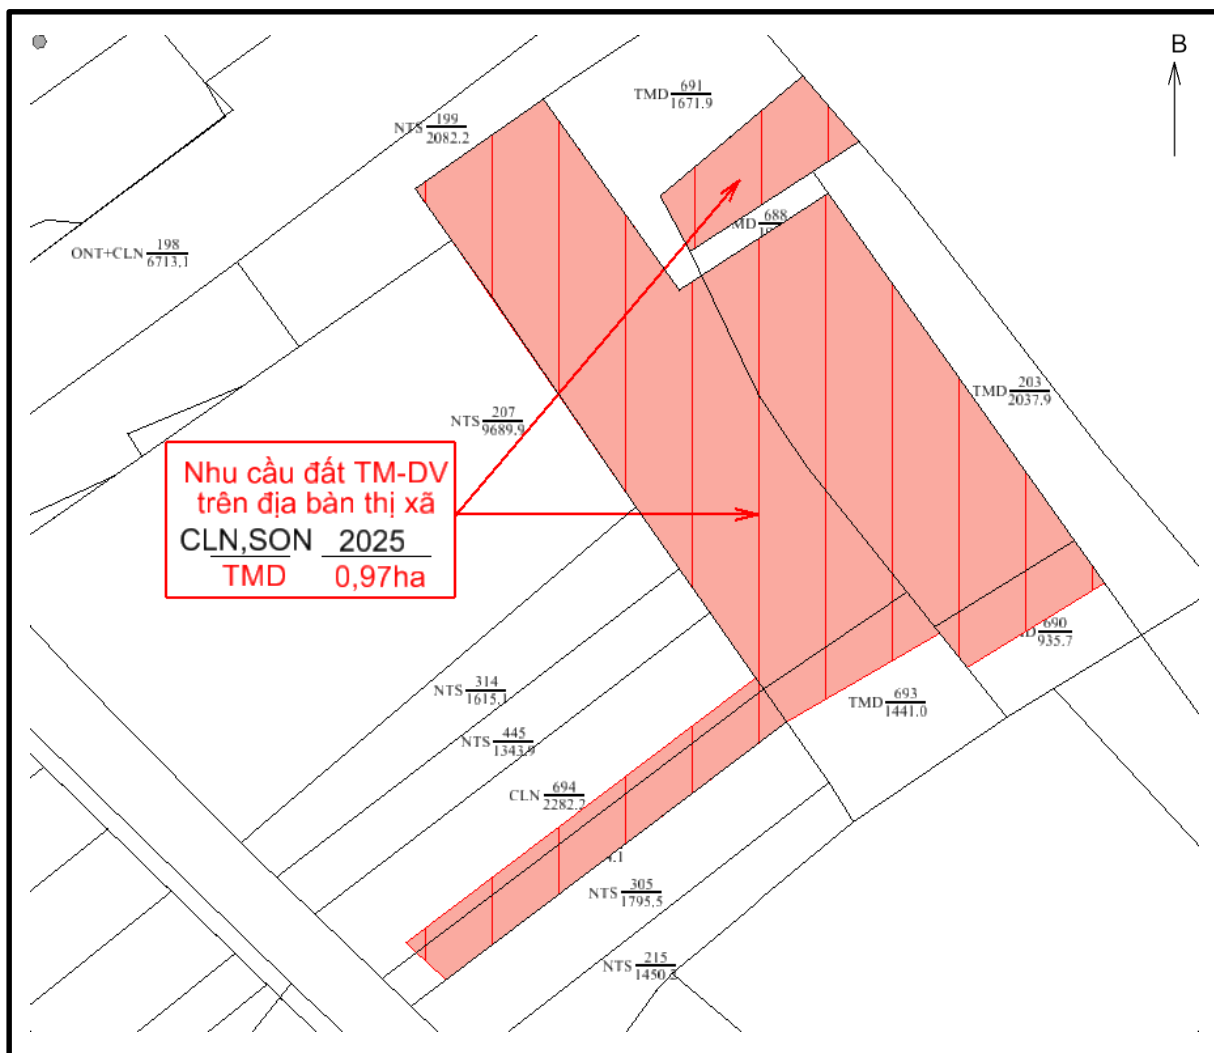 B
TMD 691
1671.9
NTS 199
2082.2
688
ONT+CLN 198
6713.1
TMD 203
2037.9
NTS 207
9689.9
Nhu cầu đất TM-DV
trên địa bàn thị xã
CLN,SON 2025
TMD 0,97ha
690
935.7
NTS 314
1615.1
TMD 693
1441.0
NTS 445
1343.9
CLN 694
2282.2
NTS 305
1795.5
NTS 215
1450.3